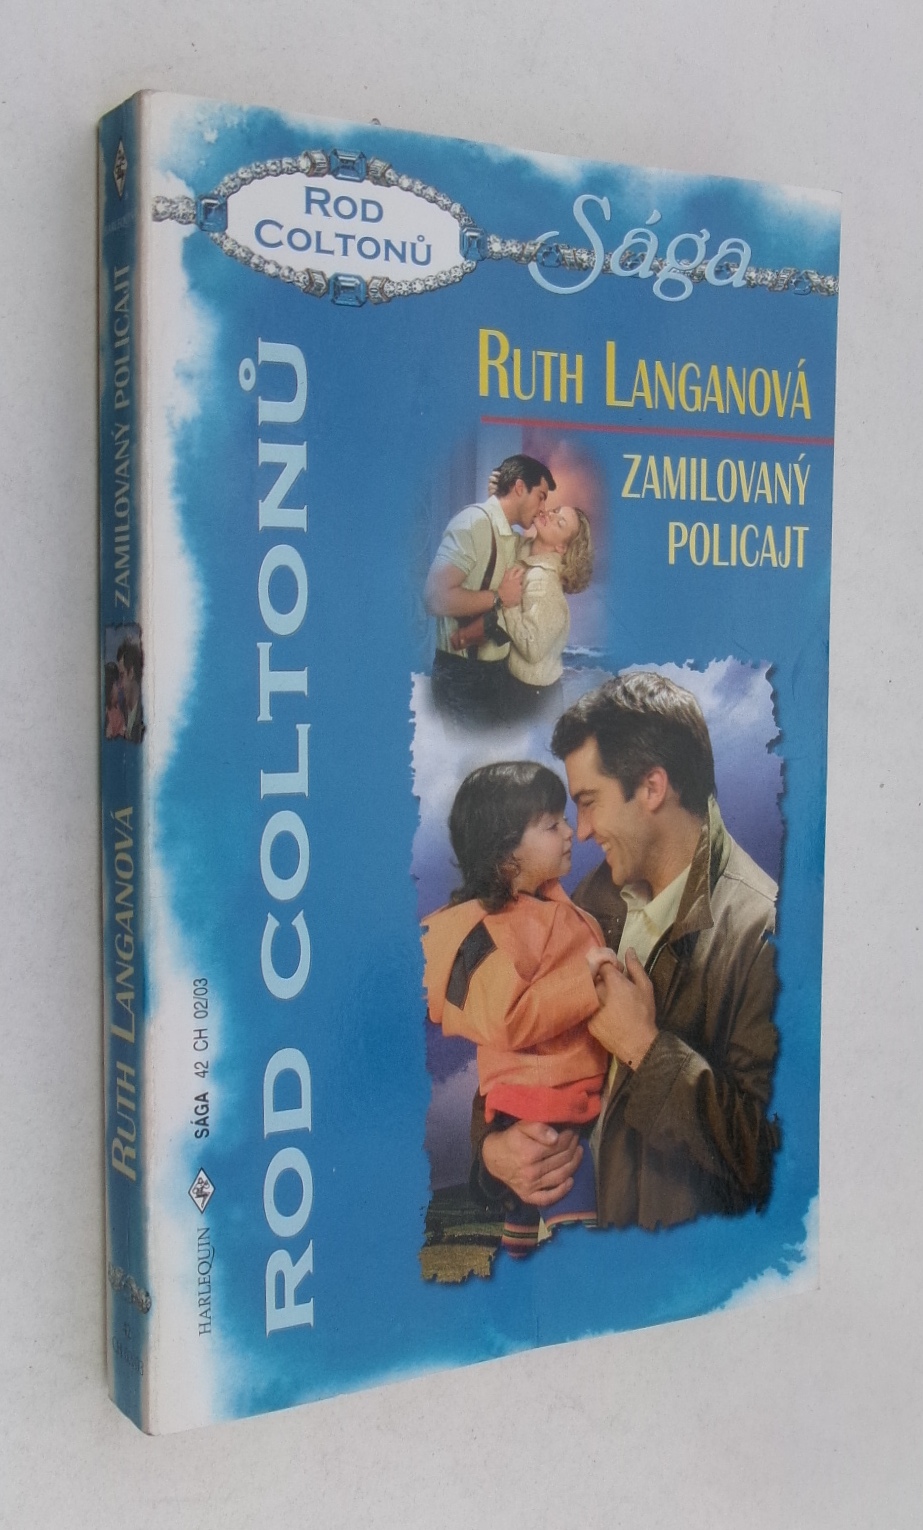 ROD
COLTONŮ
Sága
RUTH LANGANOVÁ
ZAMILOVANÝ
POLICAJT
ROD COLTONŮ
HARLEQUIN
SÁGA 42 CH 02/03
ZAMILOVANÝ POLICAJT
RUTH LANGANOVÁ